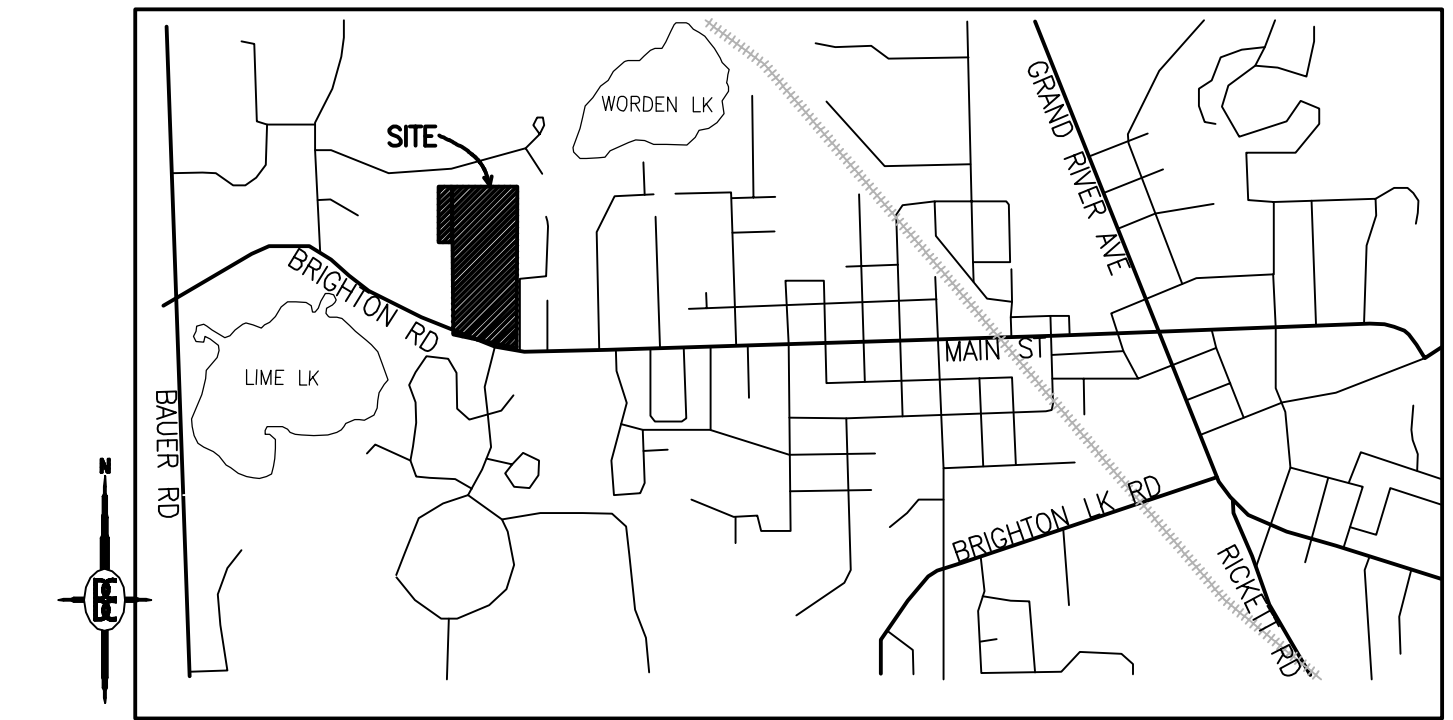 WORDEN LK
SITE
GRAND RIVER AVE
BRIGHTON RD
MAIN ST
LIME LK
BAUER RD
N
BRIGHTON LK RD
RICKETT RD